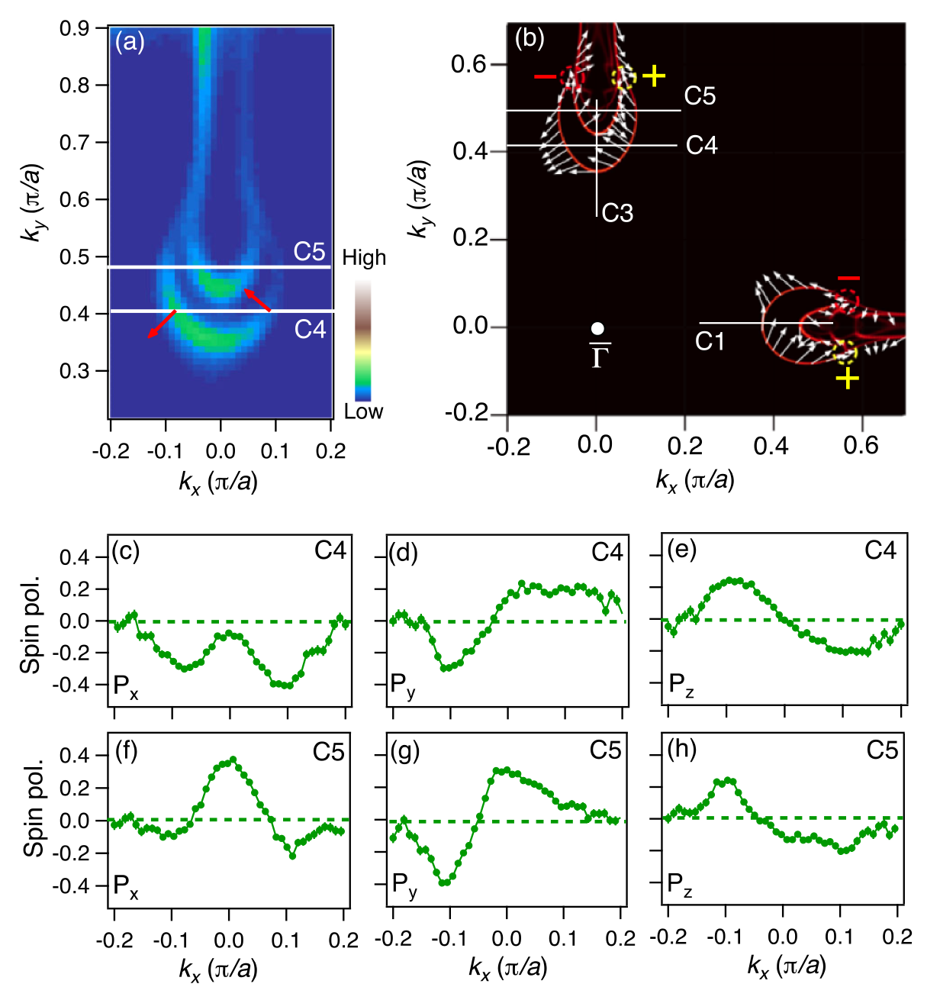 (a)
0.9
0.8
0.7
0.6
0.5
0.4
0.3
k_y (π/a)
C5
C4
-0.2 -0.1 0.0 0.1 0.2
k_x (π/a)
High
Low
(b)
0.6
0.4
0.2
0.0
-0.2
k_y (π/a)
− +
C5
C4
C3
C1
Γ̅
−
+
-0.2 0.0 0.2 0.4 0.6
k_x (π/a)
(c) C4
0.4
0.2
0.0
-0.2
-0.4
Spin pol.
P_x
(d) C4
P_y
(e) C4
P_z
(f) C5
0.4
0.2
0.0
-0.2
-0.4
Spin pol.
P_x
-0.2 -0.1 0.0 0.1 0.2
k_x (π/a)
(g) C5
P_y
-0.2 -0.1 0.0 0.1 0.2
k_x (π/a)
(h) C5
P_z
-0.2 -0.1 0.0 0.1 0.2
k_x (π/a)